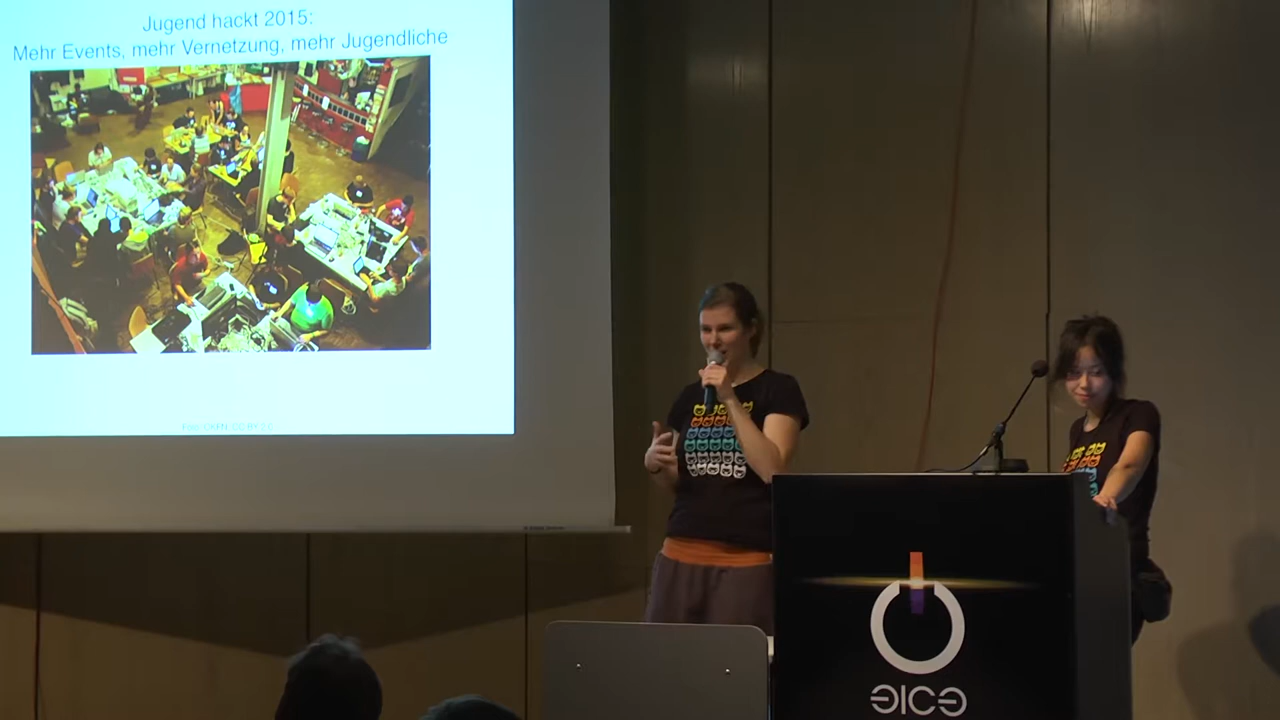 Jugend hackt 2015:
Mehr Events, mehr Vernetzung, mehr Jugendliche